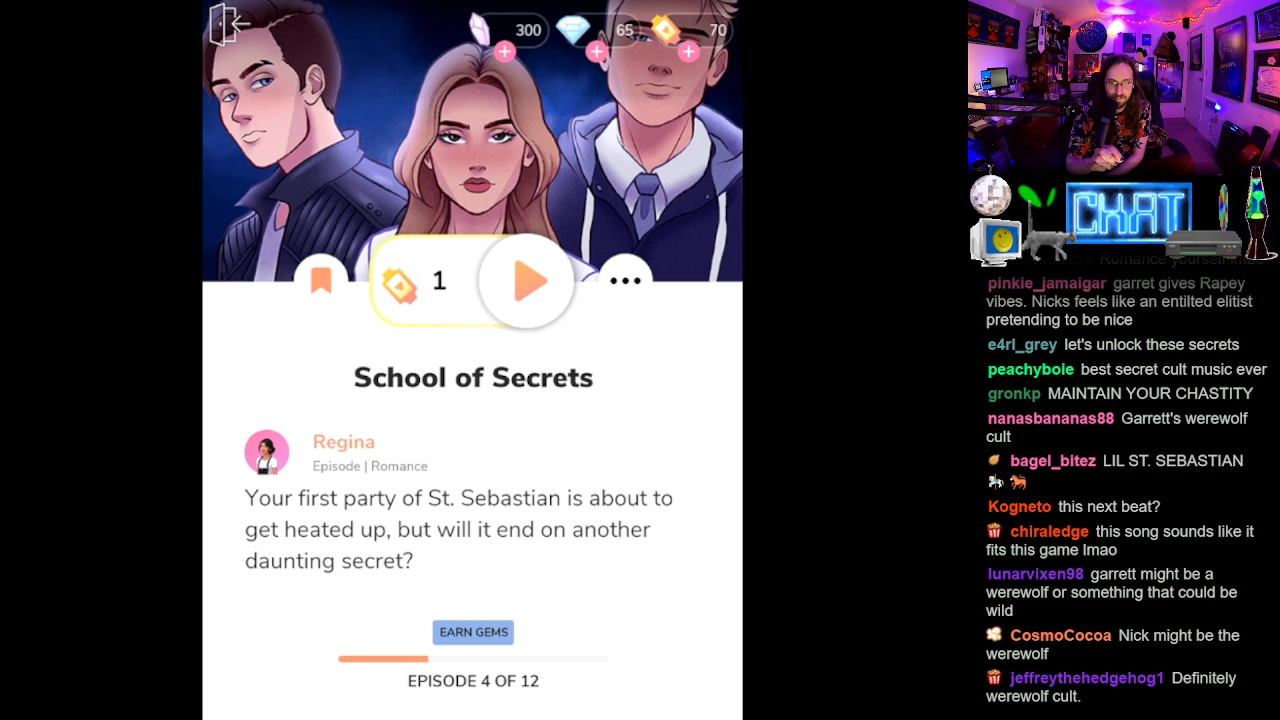 300
65
70
1
School of Secrets
Regina
Episode | Romance
Your first party of St. Sebastian is about to
get heated up, but will it end on another
daunting secret?
EARN GEMS
EPISODE 4 OF 12
CHAT
Romance yourself lmao
pinkie_jamaigar garret gives Rapey
vibes. Nicks feels like an entilted elitist
pretending to be nice
e4rl_grey let's unlock these secrets
peachyboie best secret cult music ever
gronkp MAINTAIN YOUR CHASTITY
nanasbananas88 Garrett's werewolf
cult
bagel_bitez LIL ST. SEBASTIAN
Kogneto this next beat?
chiraledge this song sounds like it
fits this game lmao
lunarvixen98 garrett might be a
werewolf or something that could be
wild
CosmoCocoa Nick might be the
werewolf
jeffreythehedgehog1 Definitely
werewolf cult.